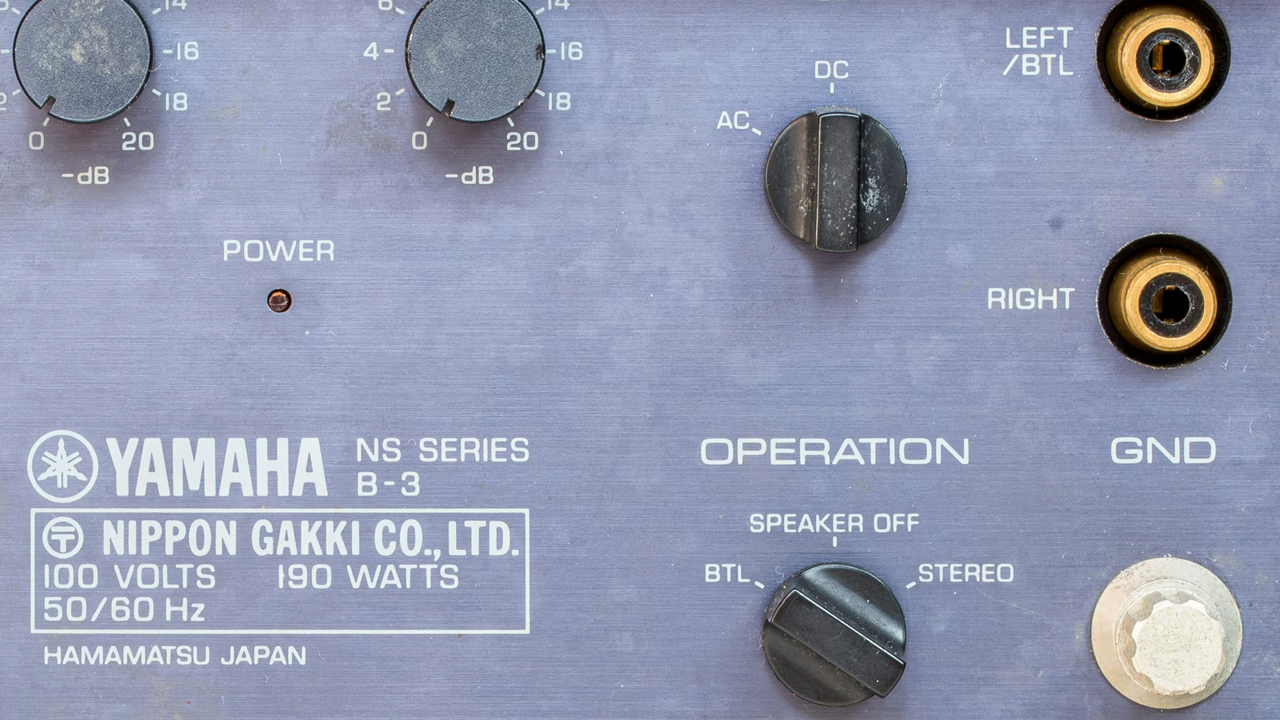 6 14
14
-16
4- -16
18
2 18
0 20
0 20
-dB
-dB
LEFT
/BTL
DC
AC
POWER
RIGHT
YAMAHA NS SERIES
B-3
NIPPON GAKKI CO., LTD.
100 VOLTS 190 WATTS
50/60 Hz
HAMAMATSU JAPAN
OPERATION
GND
SPEAKER OFF
BTL
STEREO